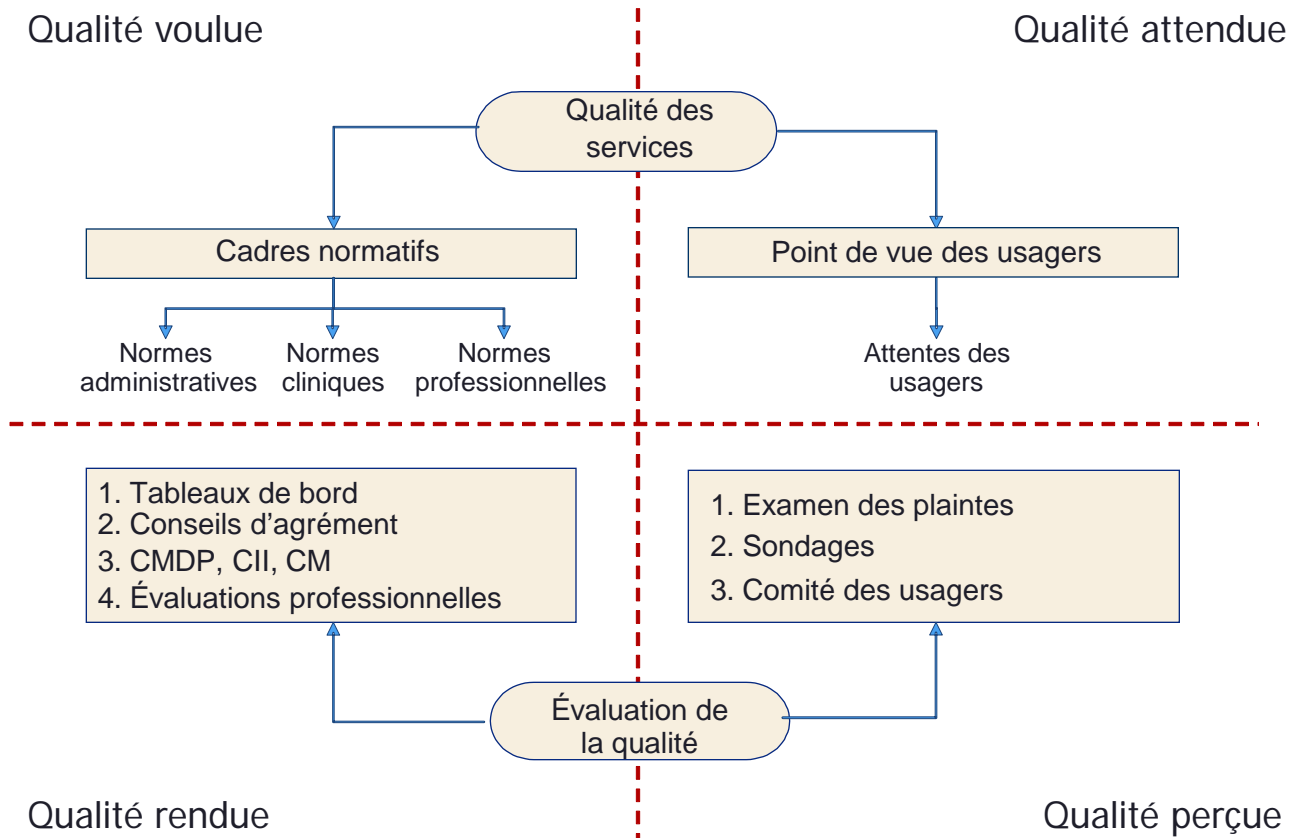 Qualité voulue
Qualité attendue
Qualité des
services
Cadres normatifs
Point de vue des usagers
Normes
administratives
Normes
cliniques
Normes
professionnelles
Attentes des
usagers
1. Tableaux de bord
2. Conseils d’agrément
3. CMDP, CII, CM
4. Évaluations professionnelles
1. Examen des plaintes
2. Sondages
3. Comité des usagers
Évaluation de
la qualité
Qualité rendue
Qualité perçue